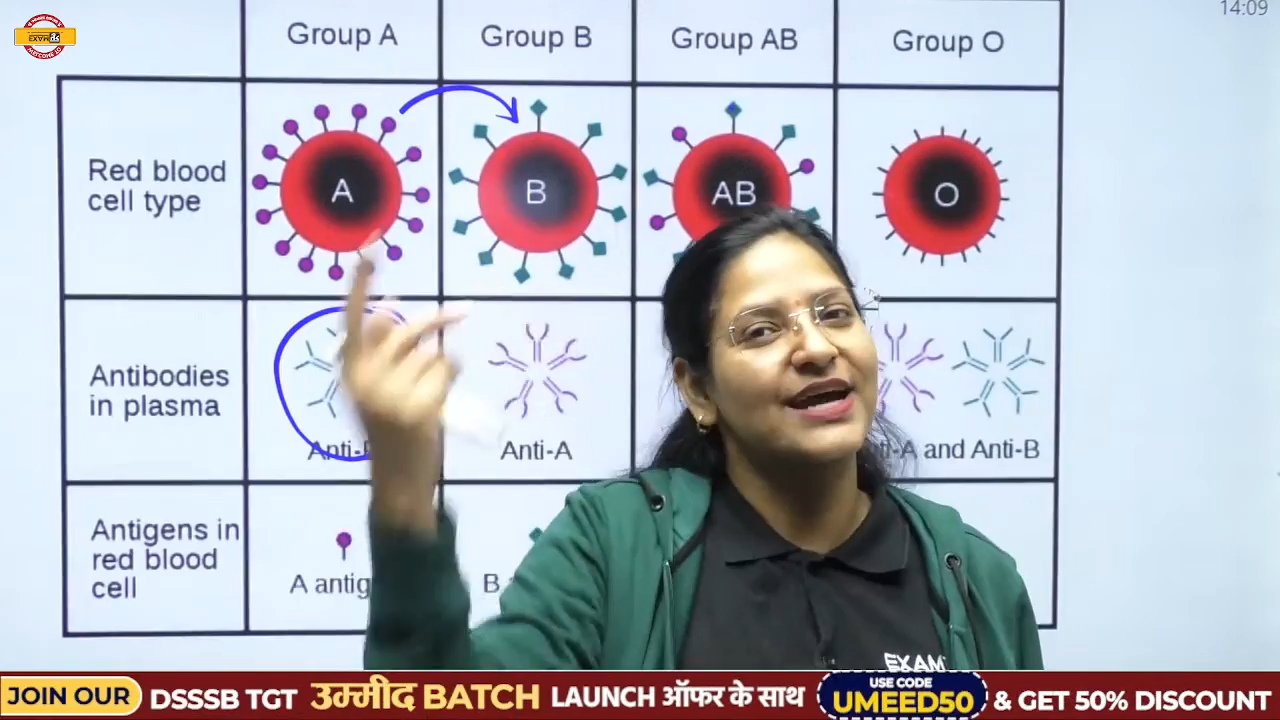 14:09
Group A
Group B
Group AB
Group O
Red blood
cell type
A
B
AB
O
Antibodies
in plasma
Anti-A
and Anti-B
Antigens in
red blood
cell
A
B
EXAM
JOIN OUR
DSSSB TGT उम्मीद BATCH LAUNCH ऑफर के साथ
USE CODE
UMEED50
& GET 50% DISCOUNT